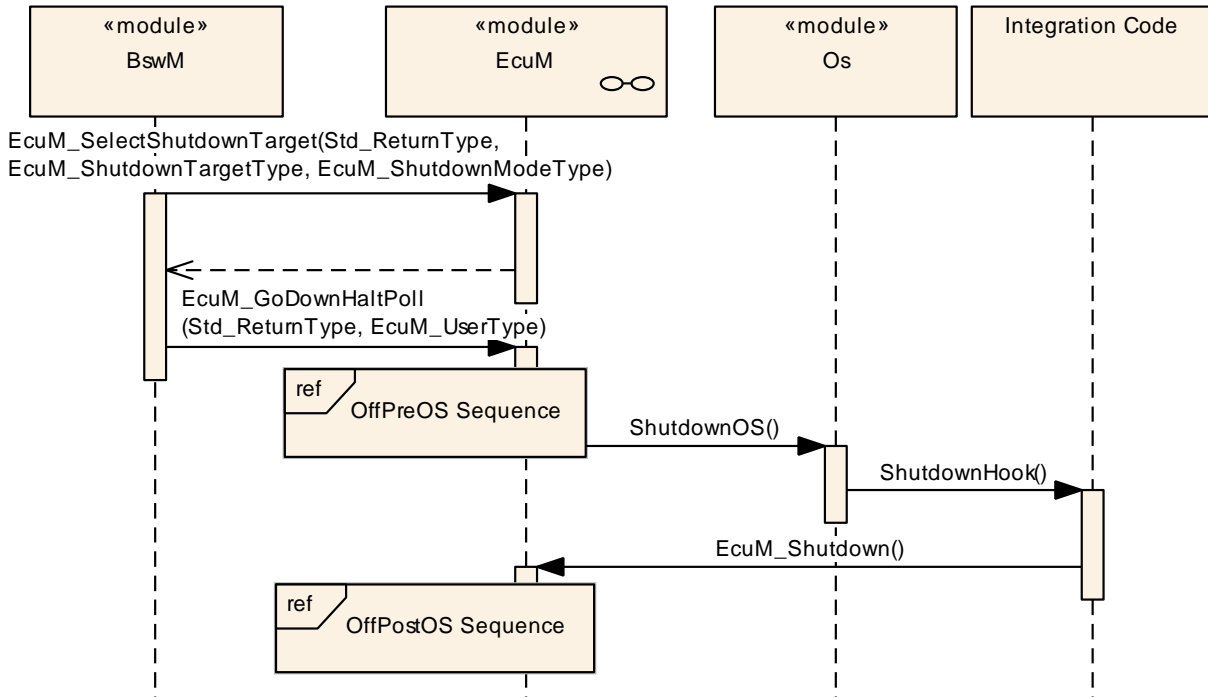 «module»
BswM
«module»
EcuM
«module»
Os
Integration Code
EcuM_SelectShutdownTarget(Std_ReturnType,
EcuM_ShutdownTargetType, EcuM_ShutdownModeType)
EcuM_GoDownHaltPoll
(Std_ReturnType, EcuM_UserType)
ref
OffPreOS Sequence
ShutdownOS()
ShutdownHook()
EcuM_Shutdown()
ref
OffPostOS Sequence